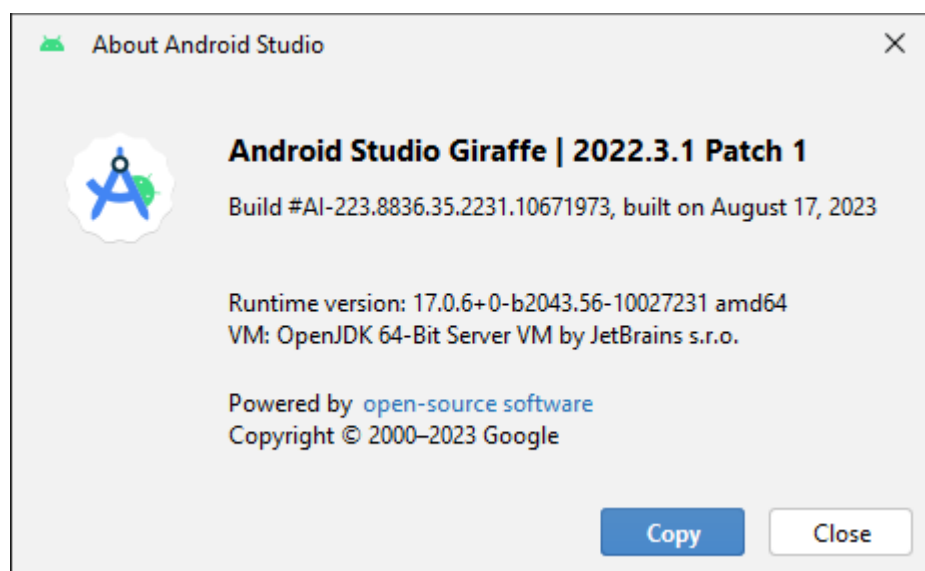 About Android Studio
Android Studio Giraffe | 2022.3.1 Patch 1
Build #AI-223.8836.35.2231.10671973, built on August 17, 2023
Runtime version: 17.0.6+0-b2043.56-10027231 amd64
VM: OpenJDK 64-Bit Server VM by JetBrains s.r.o.
Powered by open-source software
Copyright © 2000–2023 Google
Copy Close